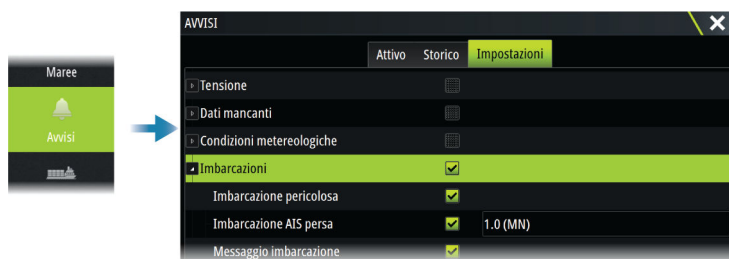 AVVISI
Attivo Storico Impostazioni
Maree
Avvisi
Tensione
Dati mancanti
Condizioni metereologiche
Imbarcazioni
Imbarcazione pericolosa
Imbarcazione AIS persa 1.0 (MN)
Messaggio imbarcazione